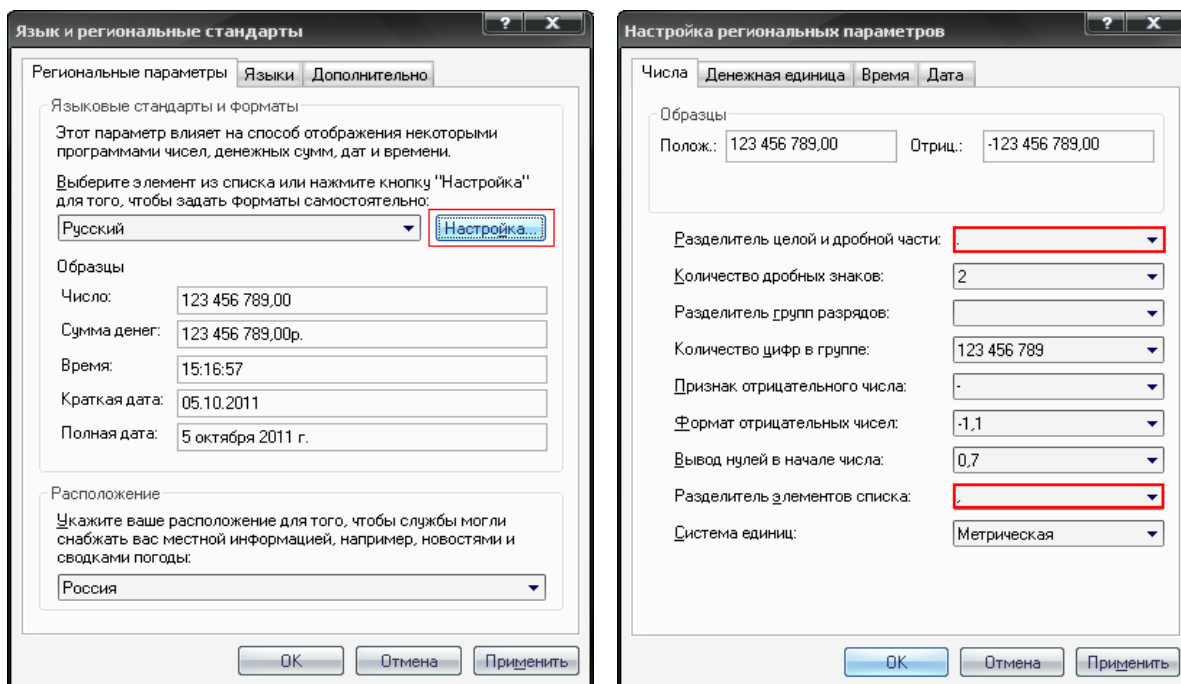 Язык и региональные стандарты
Региональные параметры Языки Дополнительно
Языковые стандарты и форматы
Этот параметр влияет на способ отображения некоторыми
программами чисел, денежных сумм, дат и времени.
Выберите элемент из списка или нажмите кнопку "Настройка"
для того, чтобы задать форматы самостоятельно:
Русский Настройка...
Образцы
Число: 123 456 789,00
Сумма денег: 123 456 789,00р.
Время: 15:16:57
Краткая дата: 05.10.2011
Полная дата: 5 октября 2011 г.
Расположение
Укажите ваше расположение для того, чтобы службы могли
снабжать вас местной информацией, например, новостями и
сводками погоды:
Россия
ОК Отмена Применить
Настройка региональных параметров
Числа Денежная единица Время Дата
Образцы
Полож.: 123 456 789,00 Отриц.: -123 456 789,00
Разделитель целой и дробной части: .
Количество дробных знаков: 2
Разделитель групп разрядов:
Количество цифр в группе: 123 456 789
Признак отрицательного числа: -
Формат отрицательных чисел: -1,1
Вывод нулей в начале числа: 0,7
Разделитель элементов списка: ,
Система единиц: Метрическая
ОК Отмена Применить